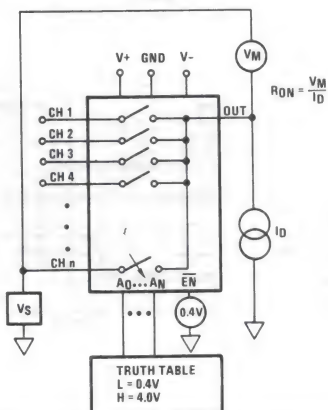 V+ GND V-
VM
RON = VM/ID
OUT
CH 1
CH 2
CH 3
CH 4
ID
CH n
A0...AN EN
VS
0.4V
TRUTH TABLE
L = 0.4V
H = 4.0V